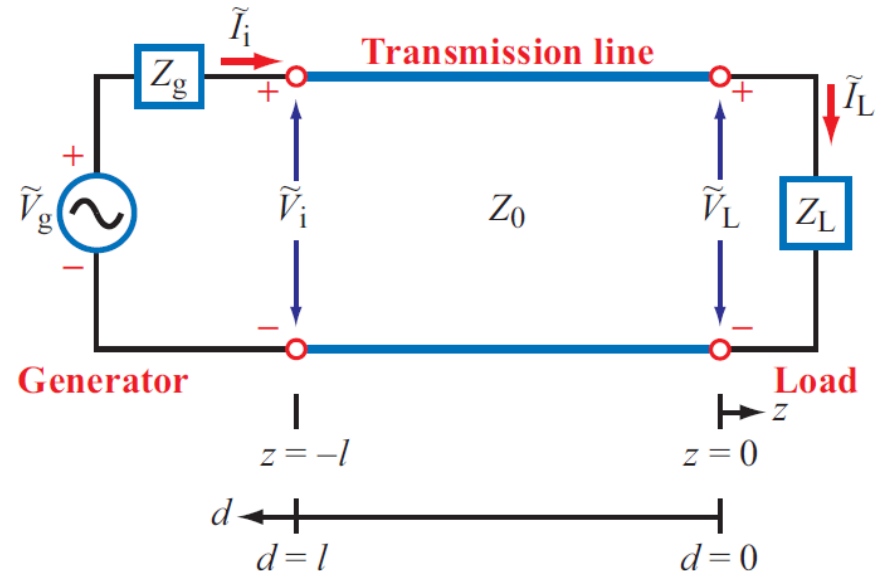 Ĩi
Transmission line
Zg
+
+
ĨL
+
Ṽg
Ṽi
Z0
ṼL
ZL
−
−
−
Generator
Load
z
z = −l
z = 0
d
d = l
d = 0